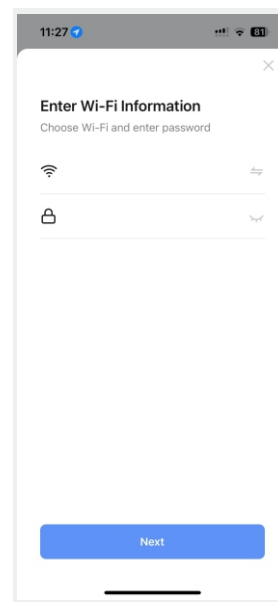 11:27
81
Enter Wi-Fi Information
Choose Wi-Fi and enter password
Next